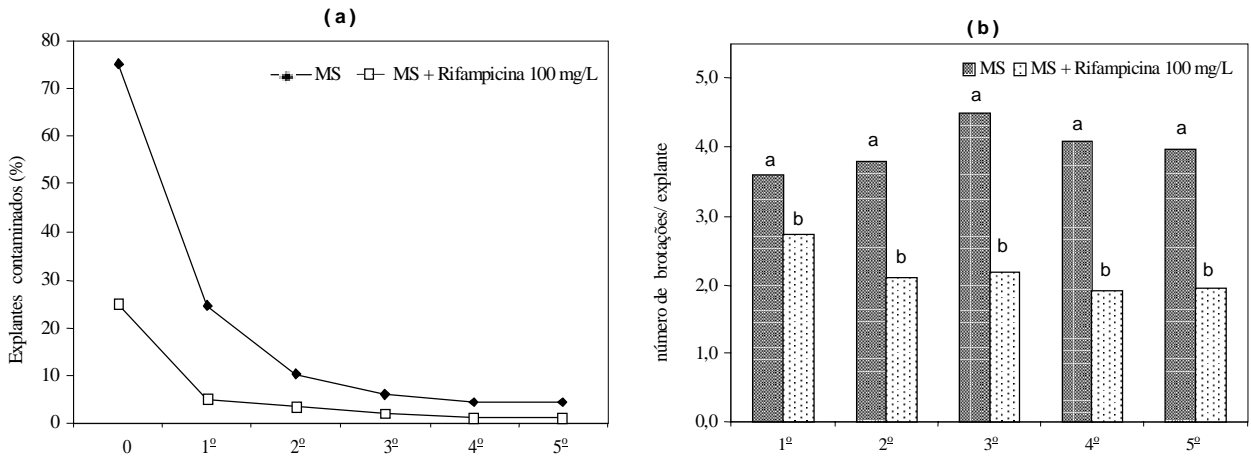 ( a )
80
70
60
50
40
30
20
10
0
Explantes contaminados (%)
MS
MS + Rifampicina 100 mg/L
0 1º 2º 3º 4º 5º
( b )
5,0
4,0
3,0
2,0
1,0
0,0
número de brotações/ explante
MS
MS + Rifampicina 100 mg/L
a b a b a b a b a b
1º 2º 3º 4º 5º